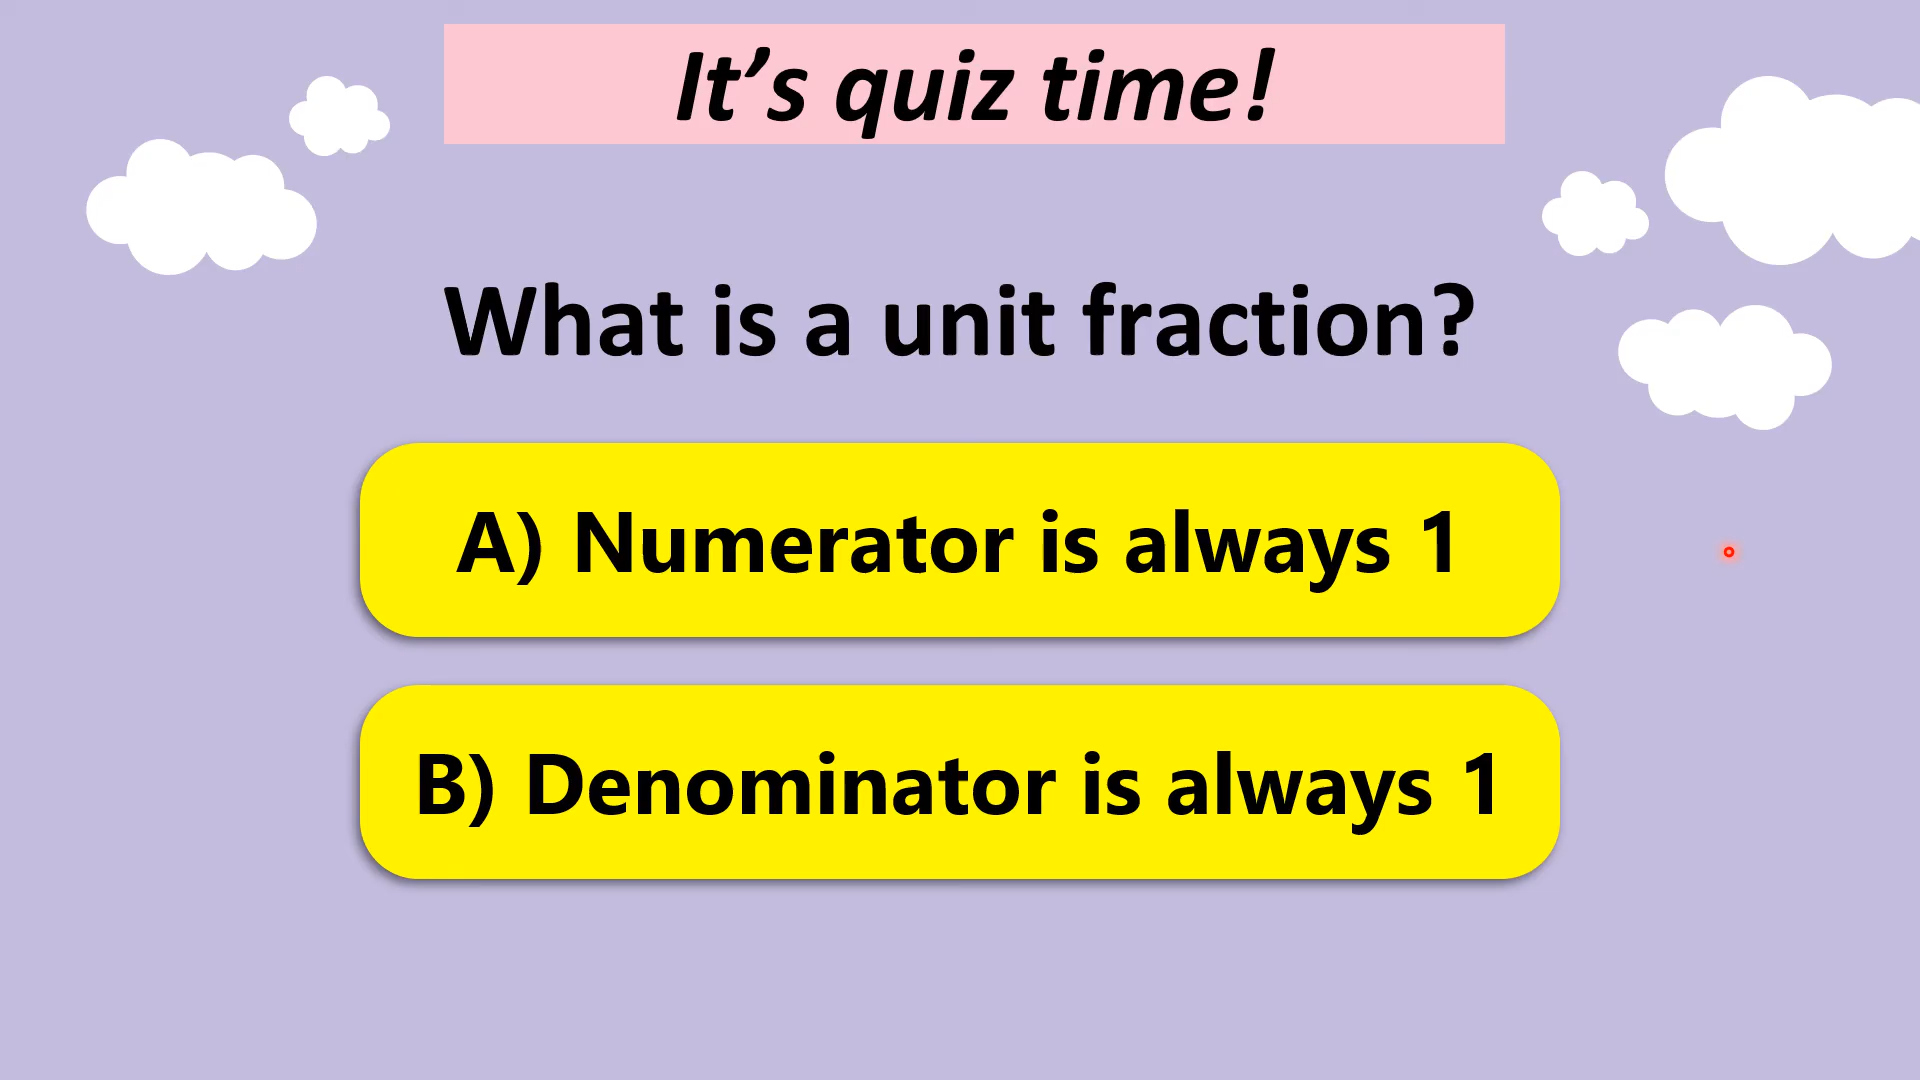 It’s quiz time!
What is a unit fraction?
A) Numerator is always 1
B) Denominator is always 1